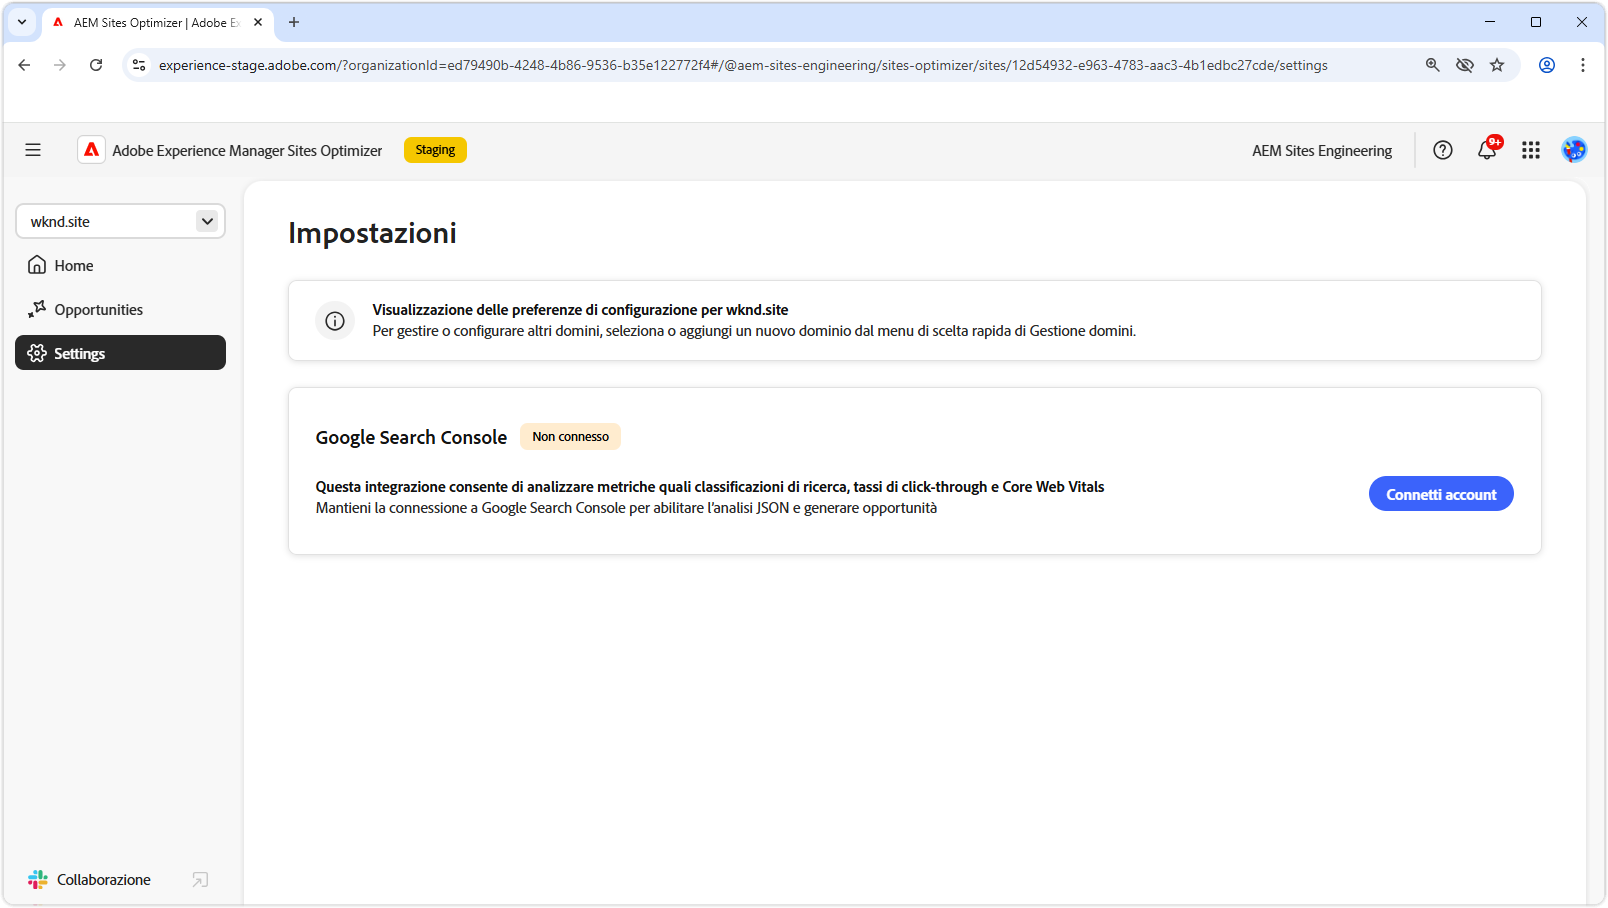 AEM Sites Optimizer | Adobe Ex
experience-stage.adobe.com/?organizationId=ed79490b-4248-4b86-9536-b35e122772f4#/@aem-sites-engineering/sites-optimizer/sites/12d54932-e963-4783-aac3-4b1edbc27cde/settings
Adobe Experience Manager Sites Optimizer
Staging
AEM Sites Engineering
9+
wknd.site
Home
Opportunities
Settings
Collaborazione
Impostazioni
Visualizzazione delle preferenze di configurazione per wknd.site
Per gestire o configurare altri domini, seleziona o aggiungi un nuovo dominio dal menu di scelta rapida di Gestione domini.
Google Search Console
Non connesso
Questa integrazione consente di analizzare metriche quali classificazioni di ricerca, tassi di click-through e Core Web Vitals
Mantieni la connessione a Google Search Console per abilitare l'analisi JSON e generare opportunità
Connetti account